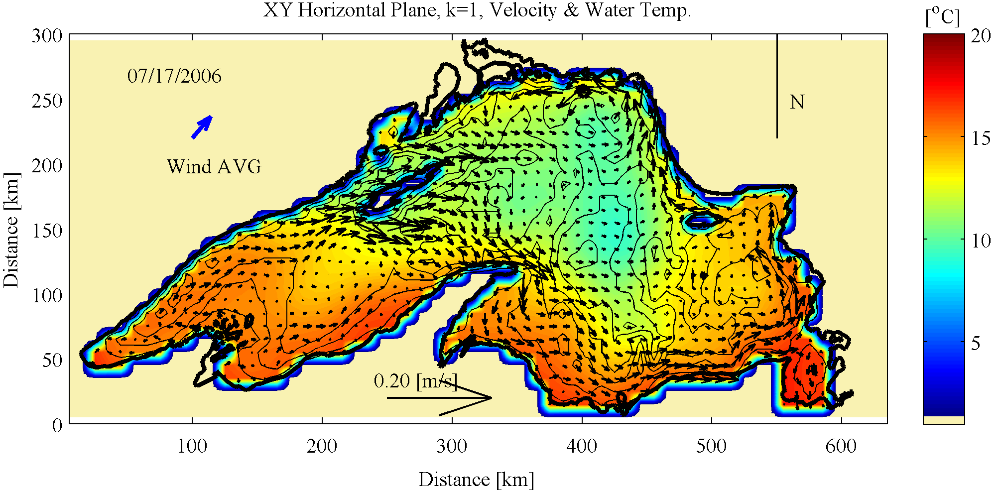 XY Horizontal Plane, k=1, Velocity & Water Temp.
[°C]
300
250
200
150
100
50
0
Distance [km]
07/17/2006
Wind AVG
N
0.20 [m/s]
100 200 300 400 500 600
Distance [km]
20
15
10
5